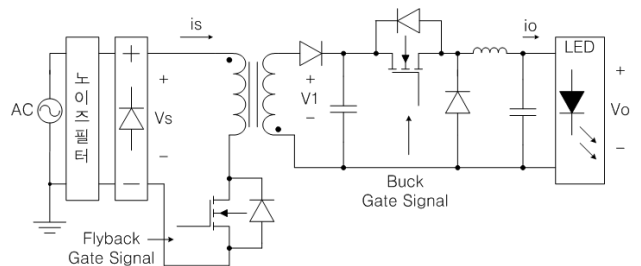 is
io
LED
AC
노이즈필터
+
+
Vs
−
−
+
V1
−
+
Vo
−
Buck
Gate Signal
Flyback
Gate Signal